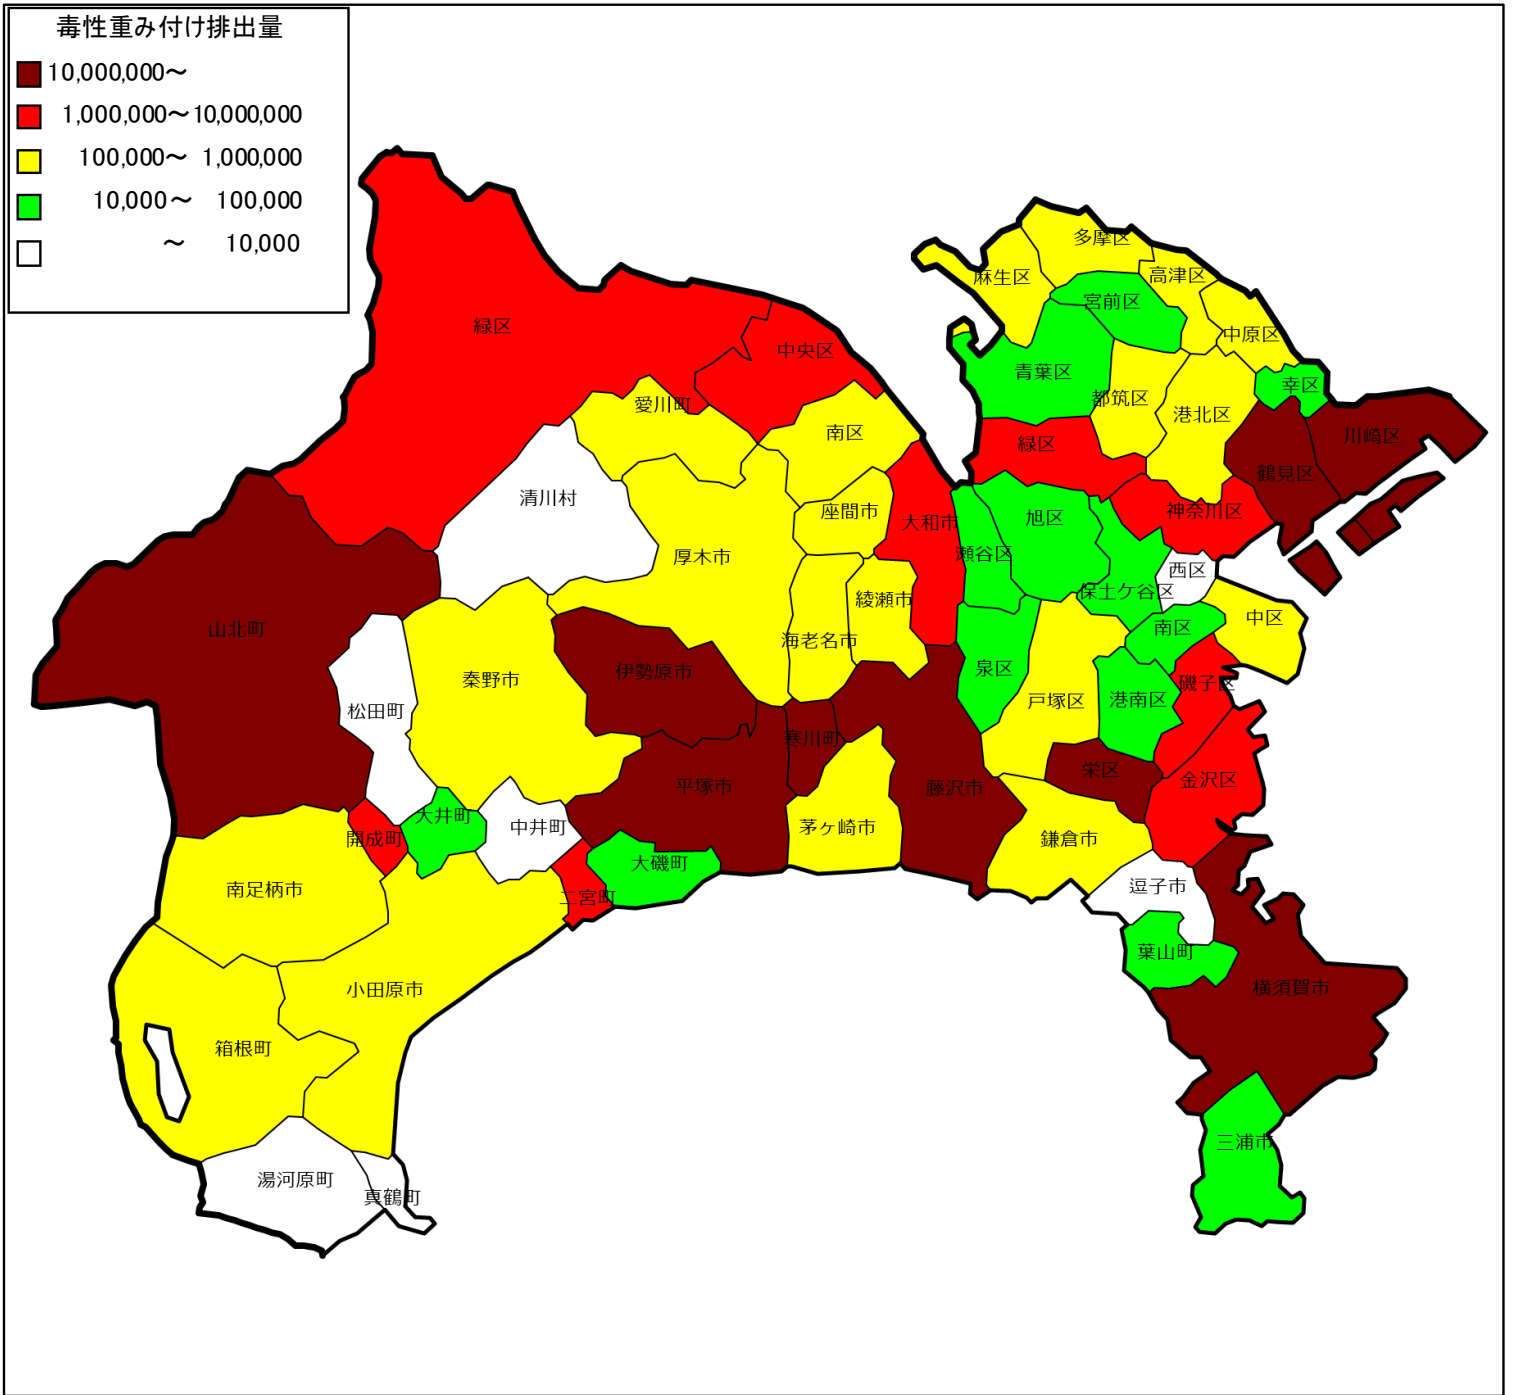 毒性重み付け排出量
10,000,000～
1,000,000～10,000,000
100,000～ 1,000,000
10,000～ 100,000
～ 10,000
多摩区
麻生区
高津区
宮前区
中原区
緑区
中央区
青葉区
幸区
都筑区
愛川町
港北区
南区
川崎区
緑区
鶴見区
清川村
座間市
神奈川区
旭区
大和市
瀬谷区
厚木市
西区
保土ケ谷区
綾瀬市
中区
南区
山北町
海老名市
泉区
伊勢原市
秦野市
磯子区
港南区
戸塚区
松田町
寒川町
栄区
金沢区
平塚市
藤沢市
大井町
中井町
茅ヶ崎市
開成町
鎌倉市
大磯町
南足柄市
逗子市
二宮町
葉山町
小田原市
横須賀市
箱根町
三浦市
湯河原町
真鶴町